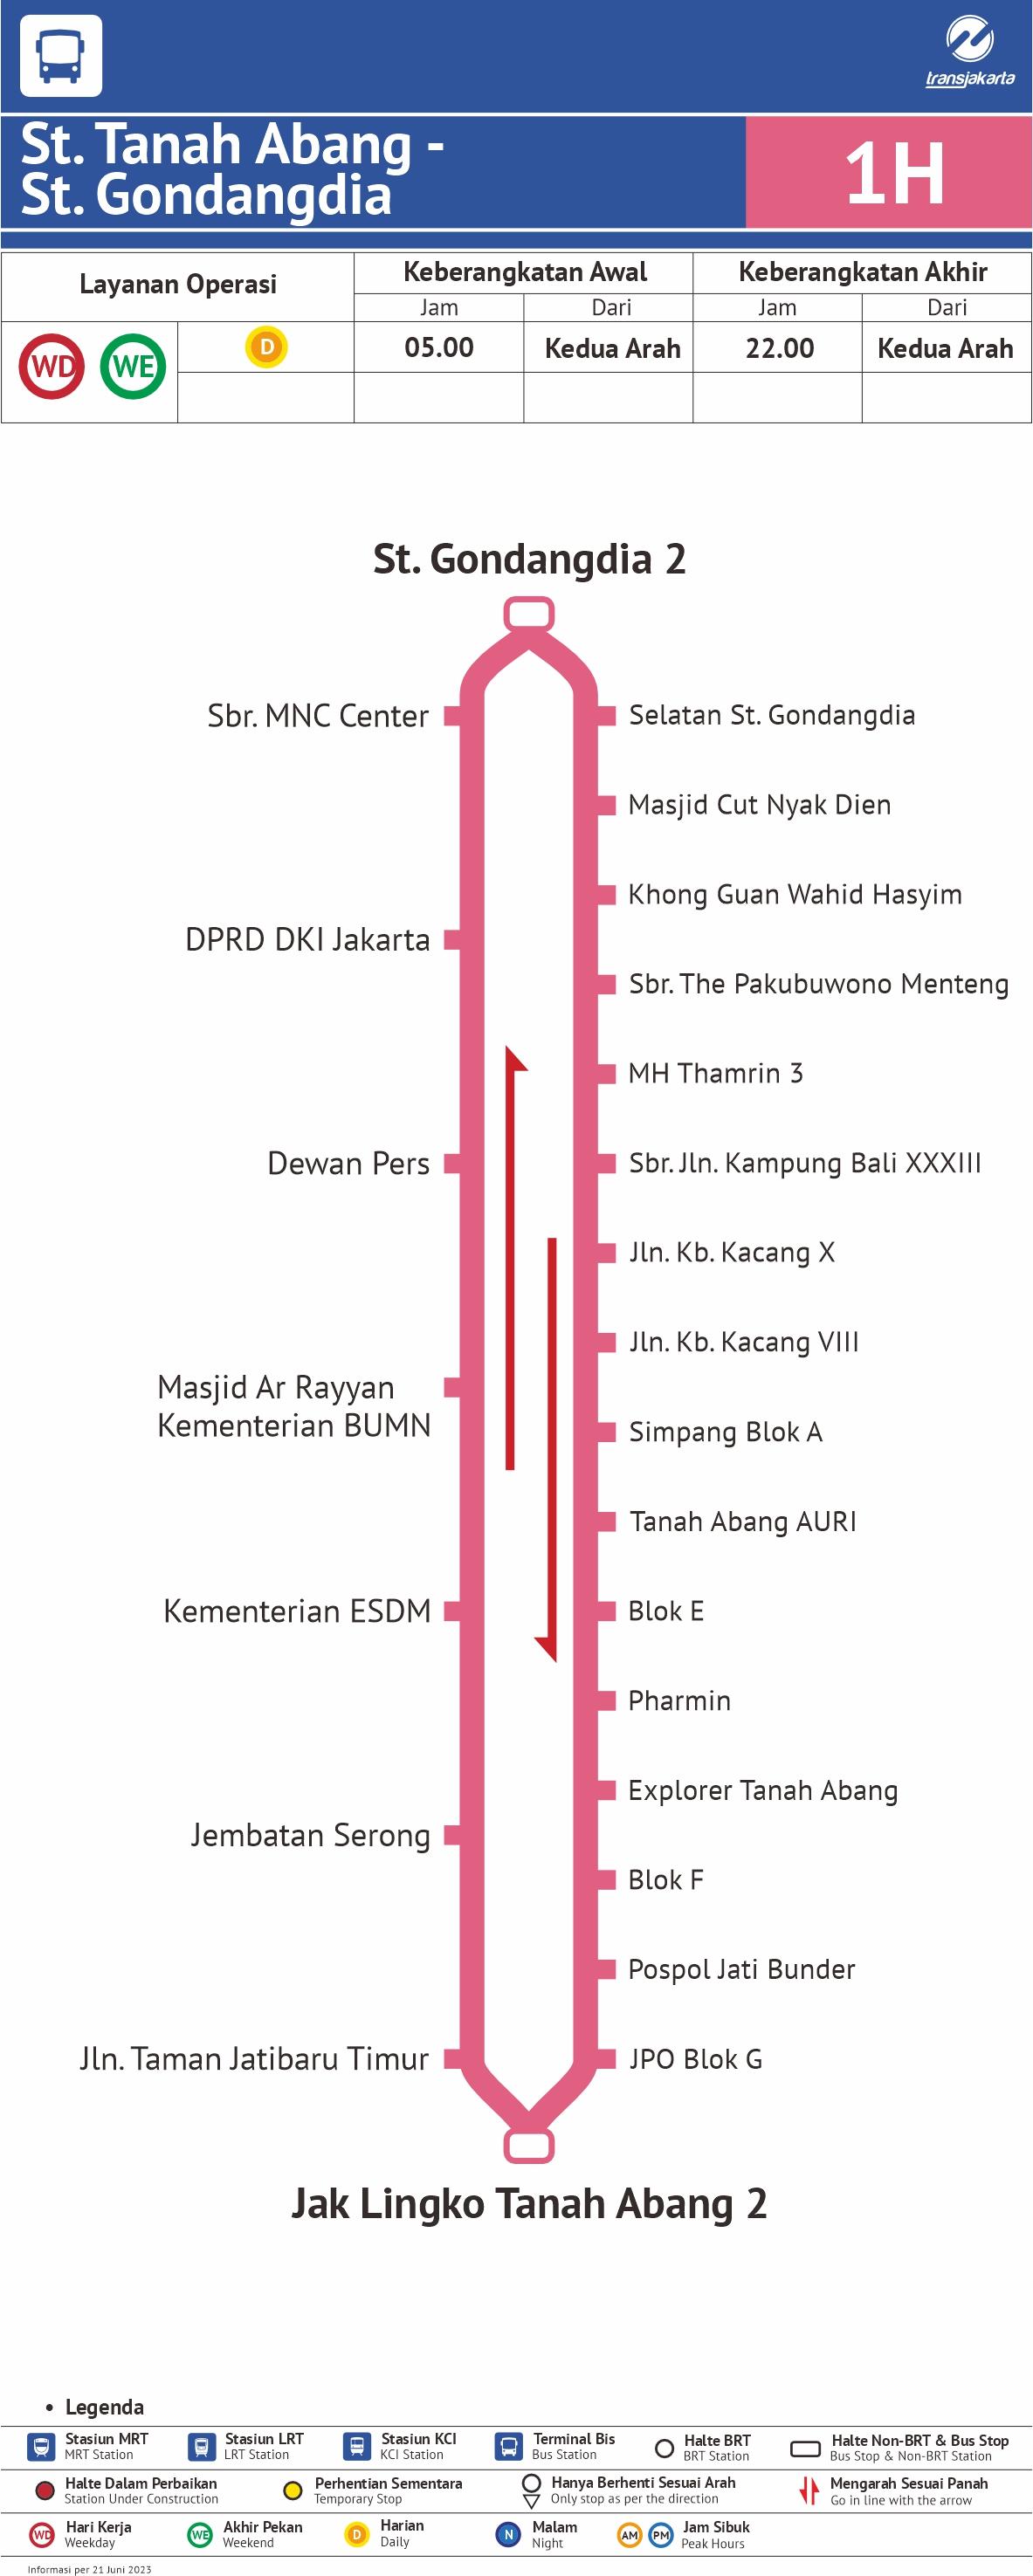 transjakarta
St. Tanah Abang -
St. Gondangdia
1H
Layanan Operasi
Keberangkatan Awal
Keberangkatan Akhir
Jam
Dari
Jam
Dari
WD
WE
D
05.00
Kedua Arah
22.00
Kedua Arah
St. Gondangdia 2
Sbr. MNC Center
DPRD DKI Jakarta
Dewan Pers
Masjid Ar Rayyan
Kementerian BUMN
Kementerian ESDM
Jembatan Serong
Jln. Taman Jatibaru Timur
Selatan St. Gondangdia
Masjid Cut Nyak Dien
Khong Guan Wahid Hasyim
Sbr. The Pakubuwono Menteng
MH Thamrin 3
Sbr. Jln. Kampung Bali XXXIII
Jln. Kb. Kacang X
Jln. Kb. Kacang VIII
Simpang Blok A
Tanah Abang AURI
Blok E
Pharmin
Explorer Tanah Abang
Blok F
Pospol Jati Bunder
JPO Blok G
Jak Lingko Tanah Abang 2
• Legenda
Stasiun MRT
MRT Station
Stasiun LRT
LRT Station
Stasiun KCI
KCI Station
Terminal Bis
Bus Station
Halte BRT
BRT Station
Halte Non-BRT & Bus Stop
Bus Stop & Non-BRT Station
Halte Dalam Perbaikan
Station Under Construction
Perhentian Sementara
Temporary Stop
Hanya Berhenti Sesuai Arah
Only stop as per the direction
Mengarah Sesuai Panah
Go in line with the arrow
WD
Hari Kerja
Weekday
WE
Akhir Pekan
Weekend
D
Harian
Daily
N
Malam
Night
AM
PM
Jam Sibuk
Peak Hours
Informasi per 21 Juni 2023